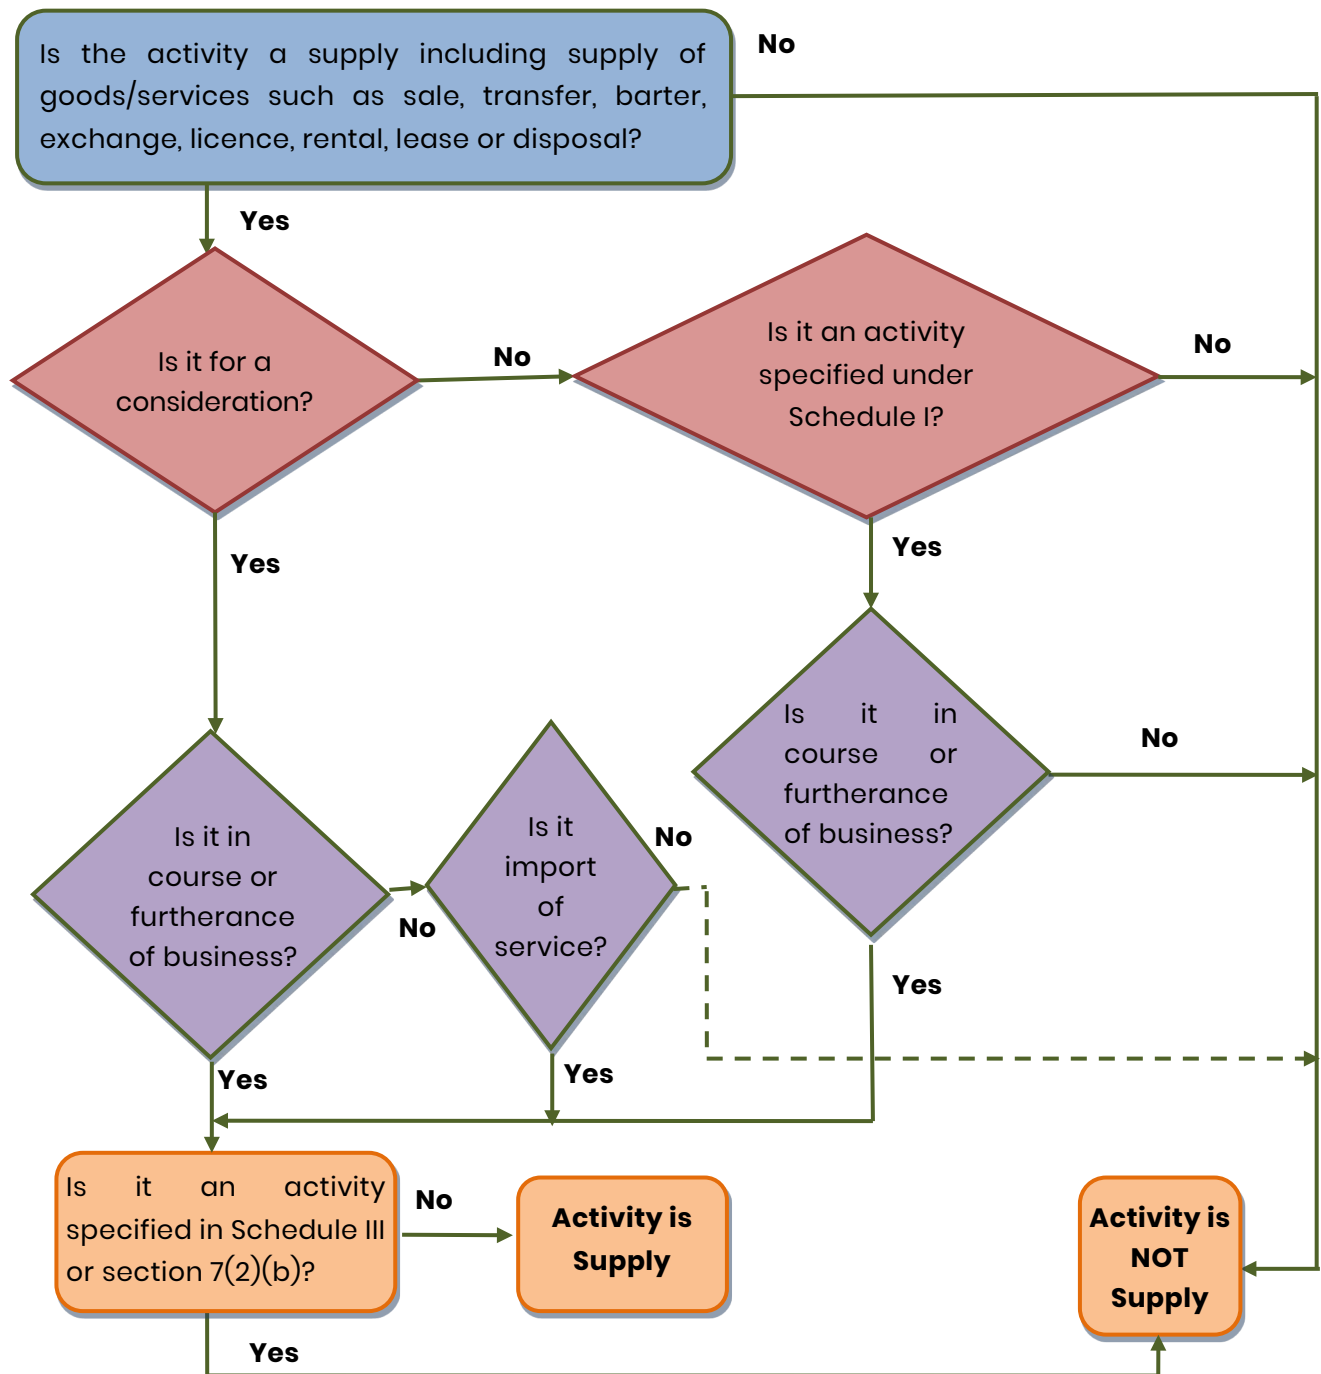 Is the activity a supply including supply of
goods/services such as sale, transfer, barter,
exchange, licence, rental, lease or disposal?
No
Yes
Is it for a
consideration?
No
Is it an activity
specified under
Schedule I?
No
Yes
Yes
Is it in
course or
furtherance
of business?
No
Is it in
course or
furtherance
of business?
No
Is it
import
of
service?
No
Yes
Yes
Yes
Is it an activity
specified in Schedule III
or section 7(2)(b)?
No
Activity is
Supply
Activity is
NOT
Supply
Yes